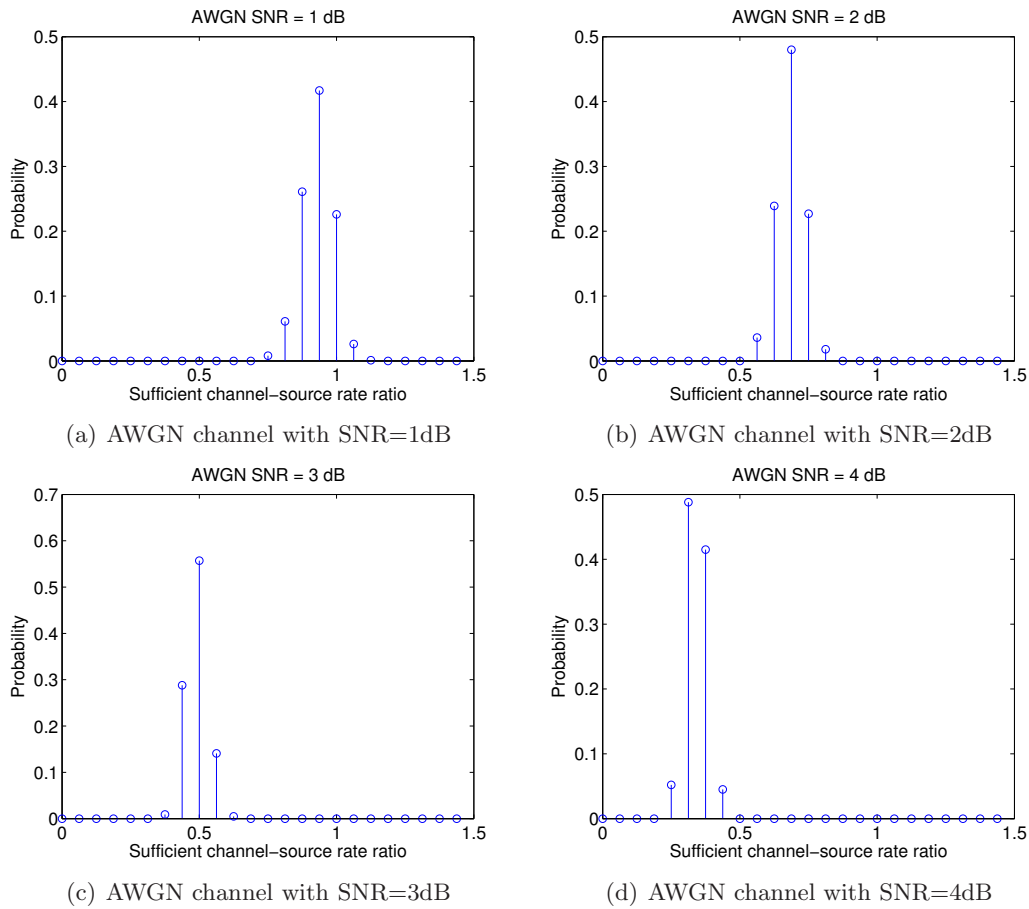 AWGN SNR = 1 dB
0.5
0.4
0.3
0.2
0.1
0
Probability
0 0.5 1 1.5
Sufficient channel−source rate ratio
(a) AWGN channel with SNR=1dB
AWGN SNR = 2 dB
0.5
0.4
0.3
0.2
0.1
0
Probability
0 0.5 1 1.5
Sufficient channel−source rate ratio
(b) AWGN channel with SNR=2dB
AWGN SNR = 3 dB
0.7
0.6
0.5
0.4
0.3
0.2
0.1
0
Probability
0 0.5 1 1.5
Sufficient channel−source rate ratio
(c) AWGN channel with SNR=3dB
AWGN SNR = 4 dB
0.5
0.4
0.3
0.2
0.1
0
Probability
0 0.5 1 1.5
Sufficient channel−source rate ratio
(d) AWGN channel with SNR=4dB